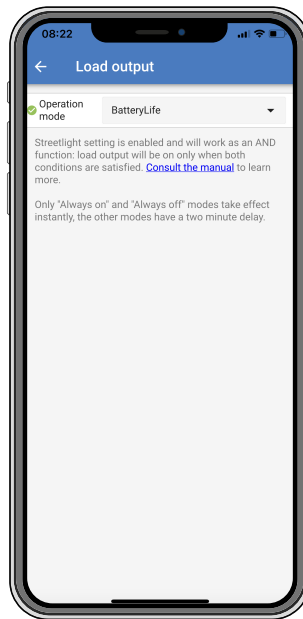 08:22
Load output
Operation
mode
BatteryLife
Streetlight setting is enabled and will work as an AND
function: load output will be on only when both
conditions are satisfied. Consult the manual to learn
more.
Only "Always on" and "Always off" modes take effect
instantly, the other modes have a two minute delay.